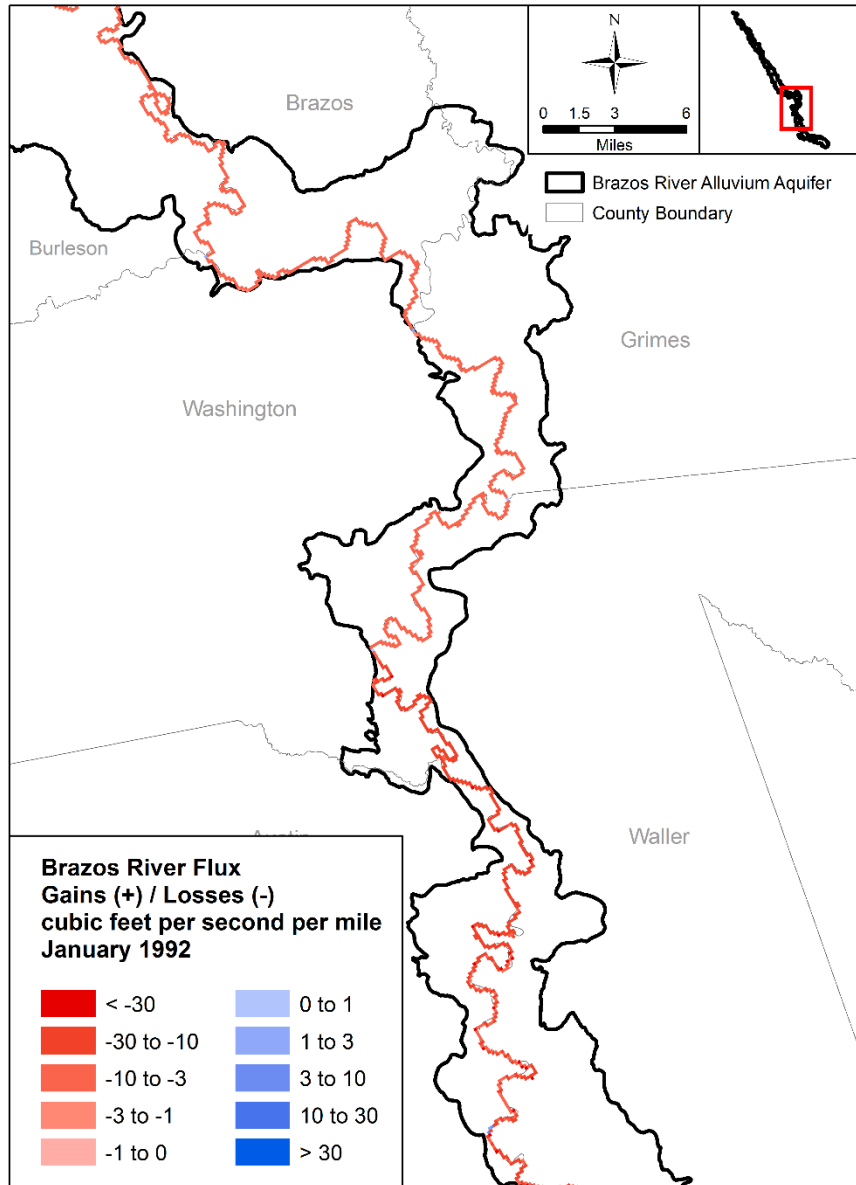 N
0 1.5 3 6
Miles
Brazos River Alluvium Aquifer
County Boundary
Brazos
Burleson
Grimes
Washington
Waller
Brazos River Flux
Gains (+) / Losses (-)
cubic feet per second per mile
January 1992
< -30
-30 to -10
-10 to -3
-3 to -1
-1 to 0
0 to 1
1 to 3
3 to 10
10 to 30
> 30